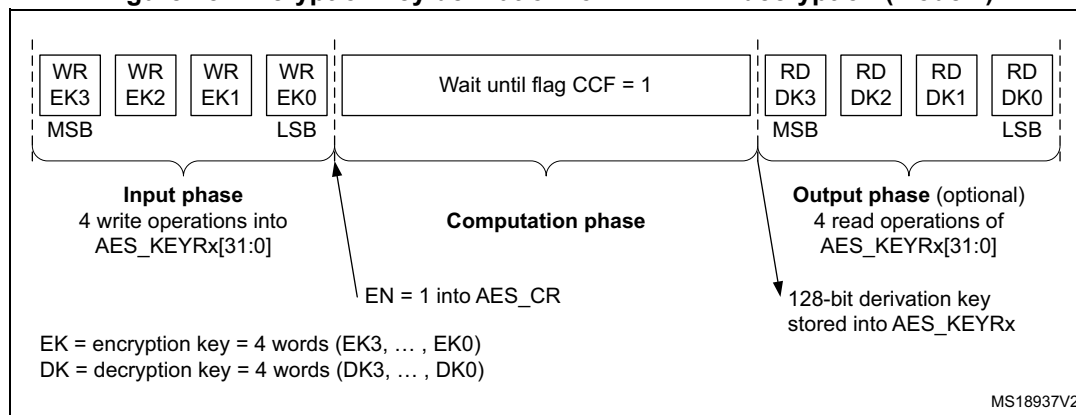 WR EK3
WR EK2
WR EK1
WR EK0
Wait until flag CCF = 1
RD DK3
RD DK2
RD DK1
RD DK0
MSB
LSB
MSB
LSB
Input phase
4 write operations into
AES_KEYRx[31:0]
Computation phase
Output phase (optional)
4 read operations of
AES_KEYRx[31:0]
EN = 1 into AES_CR
128-bit derivation key
stored into AES_KEYRx
EK = encryption key = 4 words (EK3, … , EK0)
DK = decryption key = 4 words (DK3, … , DK0)
MS18937V2